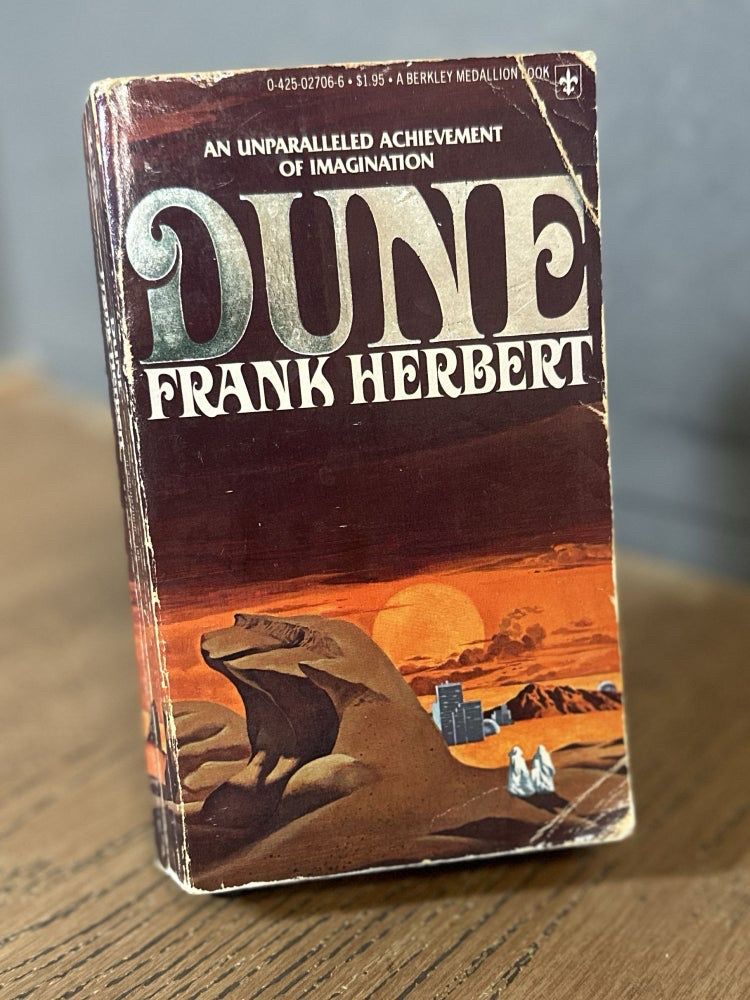 0-425-02706-6 • $1.95 • A BERKLEY MEDALLION BOOK
AN UNPARALLELED ACHIEVEMENT
OF IMAGINATION
DUNE
FRANK HERBERT